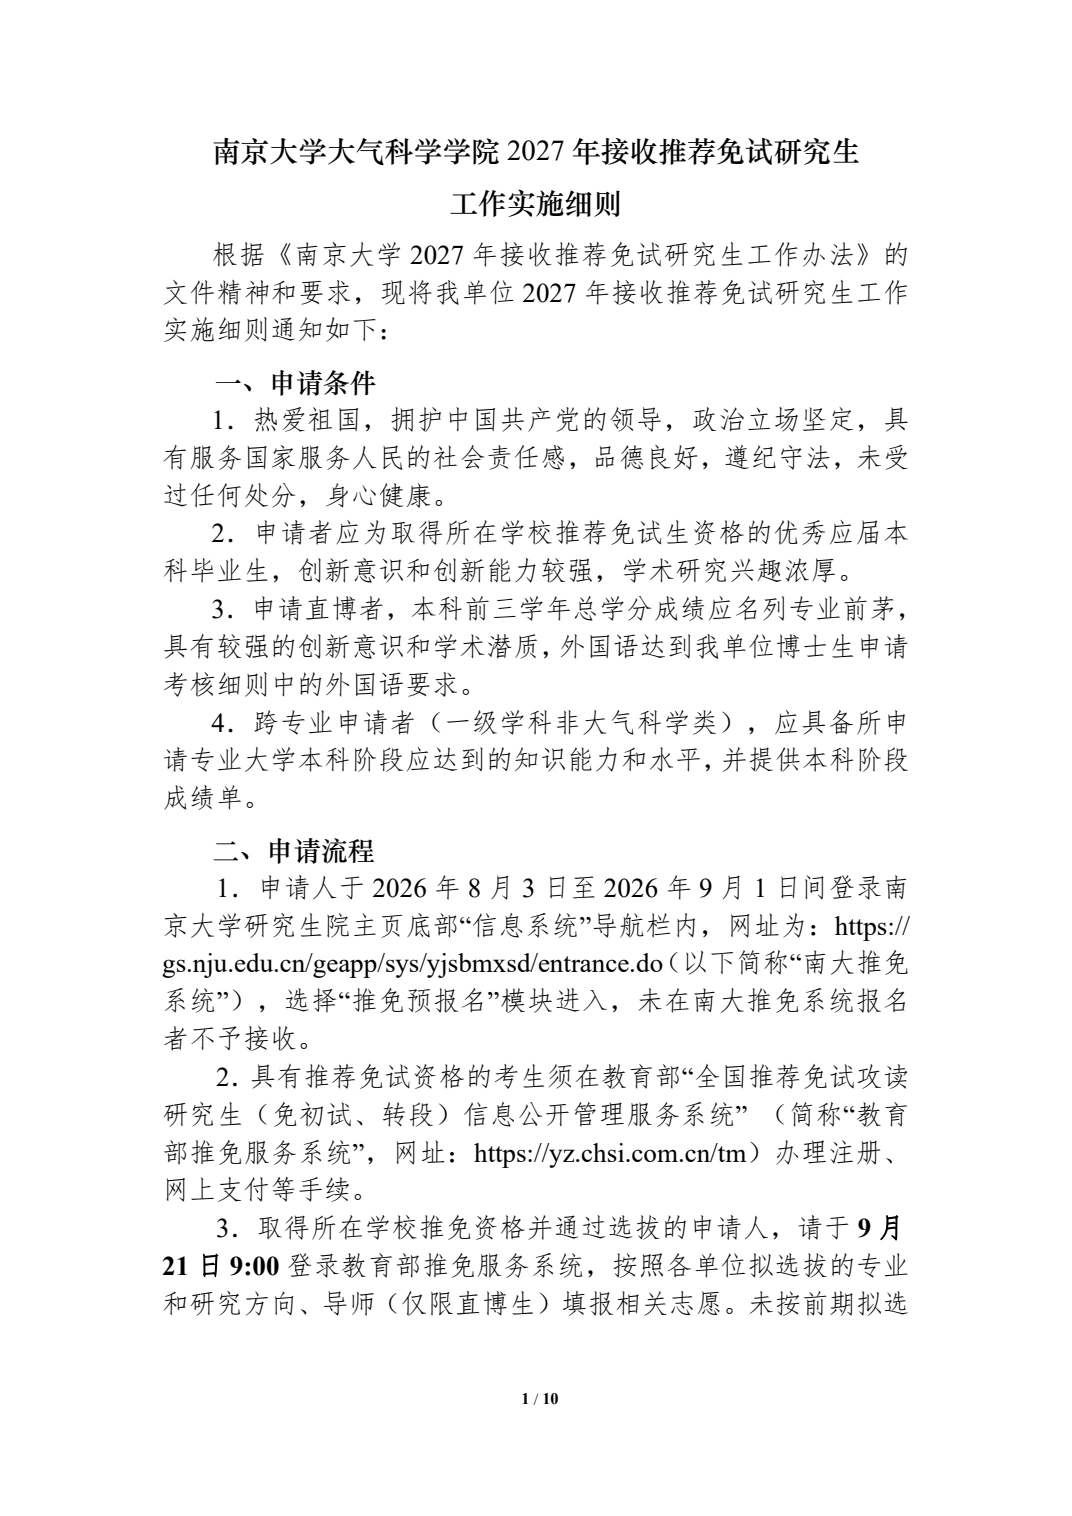 南京大学大气科学学院 2027 年接收推荐免试研究生
工作实施细则
根据《南京大学 2027 年接收推荐免试研究生工作办法》的
文件精神和要求，现将我单位 2027 年接收推荐免试研究生工作
实施细则通知如下：
一、申请条件
1．热爱祖国，拥护中国共产党的领导，政治立场坚定，具
有服务国家服务人民的社会责任感，品德良好，遵纪守法，未受
过任何处分，身心健康。
2．申请者应为取得所在学校推荐免试生资格的优秀应届本
科毕业生，创新意识和创新能力较强，学术研究兴趣浓厚。
3．申请直博者，本科前三学年总学分成绩应名列专业前茅，
具有较强的创新意识和学术潜质，外国语达到我单位博士生申请
考核细则中的外国语要求。
4．跨专业申请者（一级学科非大气科学类），应具备所申
请专业大学本科阶段应达到的知识能力和水平，并提供本科阶段
成绩单。
二、申请流程
1．申请人于 2026 年 8 月 3 日至 2026 年 9 月 1 日间登录南
京大学研究生院主页底部“信息系统”导航栏内，网址为：https://
gs.nju.edu.cn/geapp/sys/yjsbmxsd/entrance.do（以下简称“南大推免
系统”），选择“推免预报名”模块进入，未在南大推免系统报名
者不予接收。
2．具有推荐免试资格的考生须在教育部“全国推荐免试攻读
研究生（免初试、转段）信息公开管理服务系统” （简称“教育
部推免服务系统”，网址：https://yz.chsi.com.cn/tm）办理注册、
网上支付等手续。
3．取得所在学校推免资格并通过选拔的申请人，请于 9 月
21 日 9:00 登录教育部推免服务系统，按照各单位拟选拔的专业
和研究方向、导师（仅限直博生）填报相关志愿。未按前期拟选
1 / 10